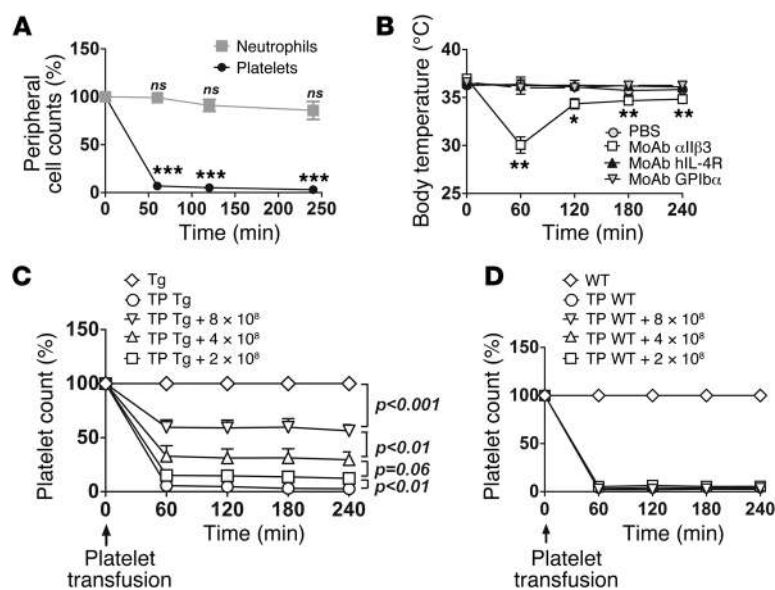 A
Neutrophils
Platelets
Peripheral
cell counts (%)
150
100
50
0
ns
ns
ns
***
***
***
0 50 100 150 200 250
Time (min)
B
Body temperature (°C)
40
35
30
25
**
*
**
**
PBS
MoAb αIIβ3
MoAb hIL-4R
MoAb GPIbα
0 60 120 180 240
Time (min)
C
Tg
TP Tg
TP Tg + 8 × 10⁸
TP Tg + 4 × 10⁸
TP Tg + 2 × 10⁸
Platelet count (%)
150
100
50
0
p<0.001
p<0.01
p=0.06
p<0.01
0 60 120 180 240
Time (min)
Platelet
transfusion
D
WT
TP WT
TP WT + 8 × 10⁸
TP WT + 4 × 10⁸
TP WT + 2 × 10⁸
Platelet count (%)
150
100
50
0
0 60 120 180 240
Time (min)
Platelet
transfusion